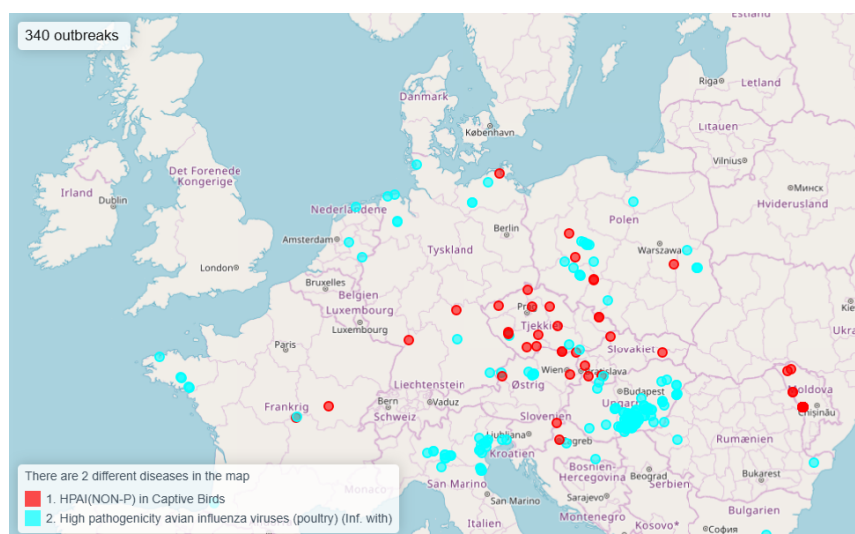 340 outbreaks
Estland
Riga
Letland
Danmark
København
Litauen
Vilnius
Минск
Hviderusland
Det Forenede
Kongerige
Irland
Dublin
London
Nederlandene
Amsterdam
Berlin
Tyskland
Polen
Warszawa
Bruxelles
Belgien
Luxembourg
Luxembourg
Paris
Tjekkiet
Slovakiet
Wien
Bratislava
Liechtenstein
Østrig
Budapest
Ungarn
Moldova
Chișinău
Bern
Vaduz
Schweiz
Frankrig
Slovenien
Ljubljana
Zagreb
Kroatien
Rumænien
Bosnien-
Hercegovina
Beograd
Serbien
Bukarest
Monaco
San Marino
San Marino
Sarajevo
Montenegro
Kosovo*
Bulgarien
София
Italien
There are 2 different diseases in the map
1. HPAI(NON-P) in Captive Birds
2. High pathogenicity avian influenza viruses (poultry) (Inf. with)